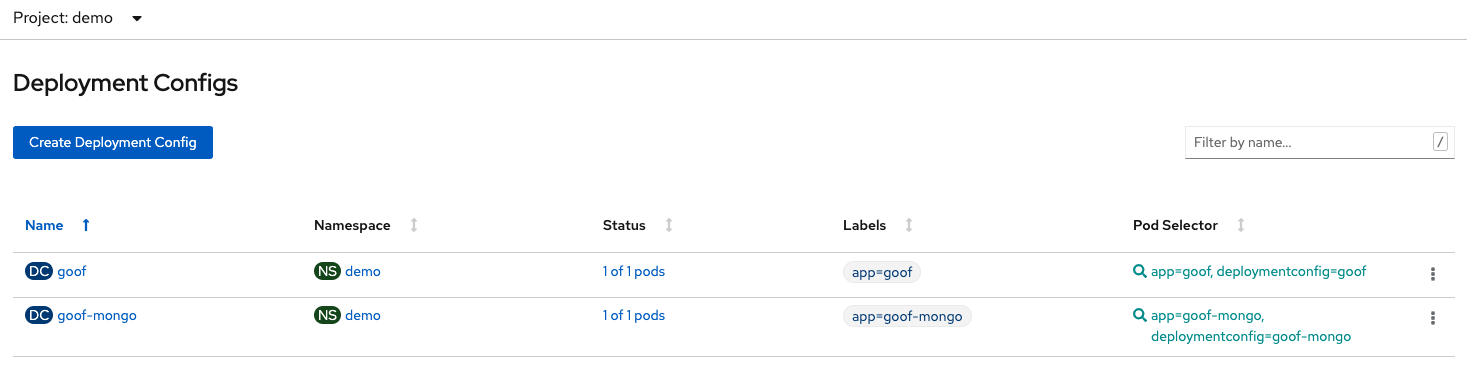 Project: demo
Deployment Configs
Create Deployment Config
Filter by name...
/
Name Namespace Status Labels Pod Selector
DC goof NS demo 1 of 1 pods app=goof app=goof, deploymentconfig=goof
DC goof-mongo NS demo 1 of 1 pods app=goof-mongo app=goof-mongo,
deploymentconfig=goof-mongo